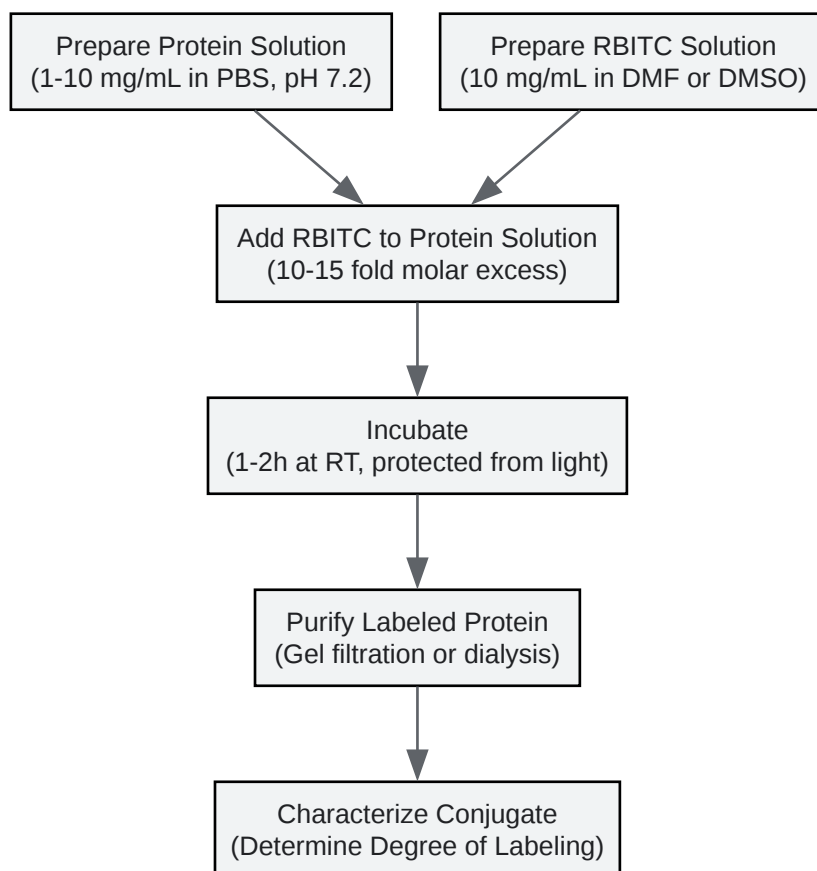 Prepare Protein Solution
(1-10 mg/mL in PBS, pH 7.2)
Prepare RBITC Solution
(10 mg/mL in DMF or DMSO)
Add RBITC to Protein Solution
(10-15 fold molar excess)
Incubate
(1-2h at RT, protected from light)
Purify Labeled Protein
(Gel filtration or dialysis)
Characterize Conjugate
(Determine Degree of Labeling)